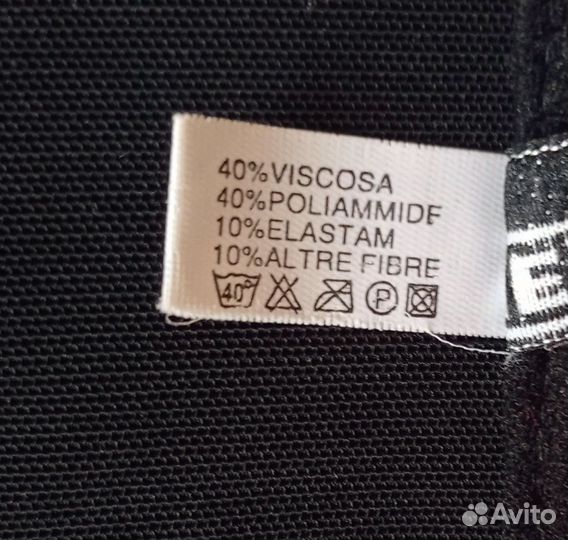 40%VISCOSA
40%POLIAMMIDE
10%ELASTAM
10%ALTRE FIBRE
40° P
Avito